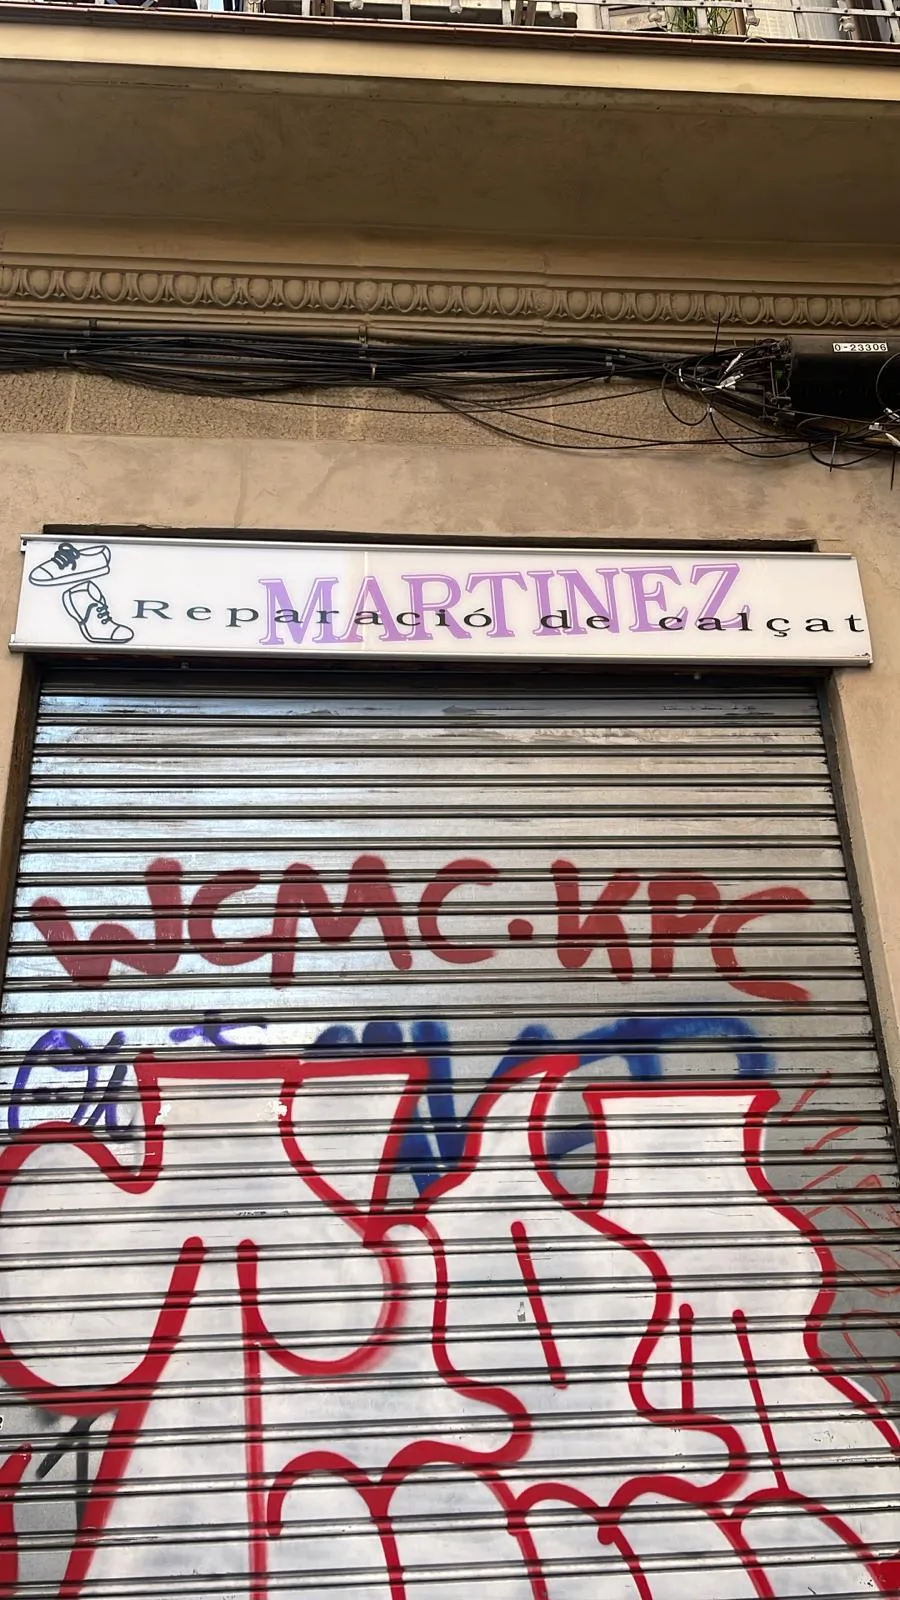 0-23306
MARTINEZ
Reparació de calçat
WCMC·KPC